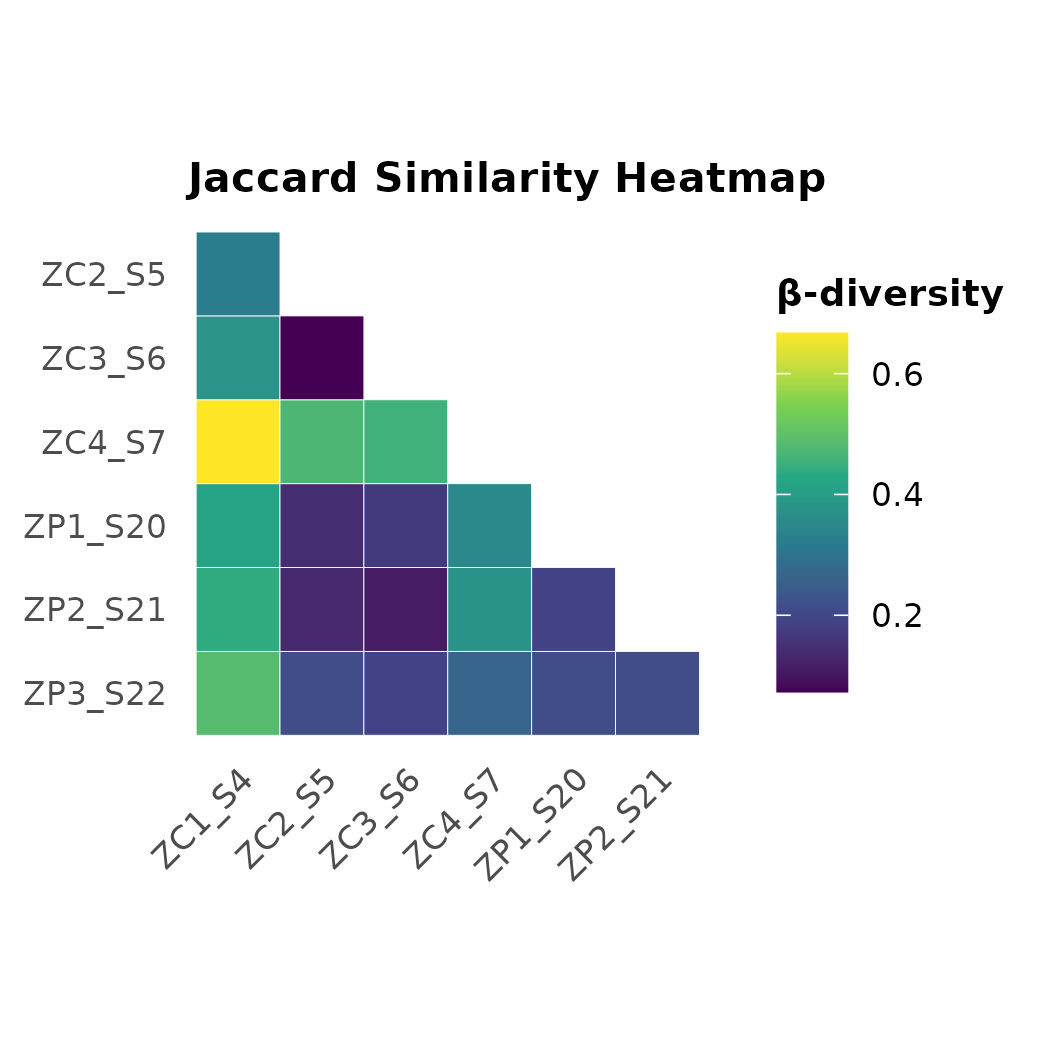 Jaccard Similarity Heatmap
ZC2_S5
ZC3_S6
ZC4_S7
ZP1_S20
ZP2_S21
ZP3_S22
ZC1_S4
ZC2_S5
ZC3_S6
ZC4_S7
ZP1_S20
ZP2_S21
β-diversity
0.6
0.4
0.2